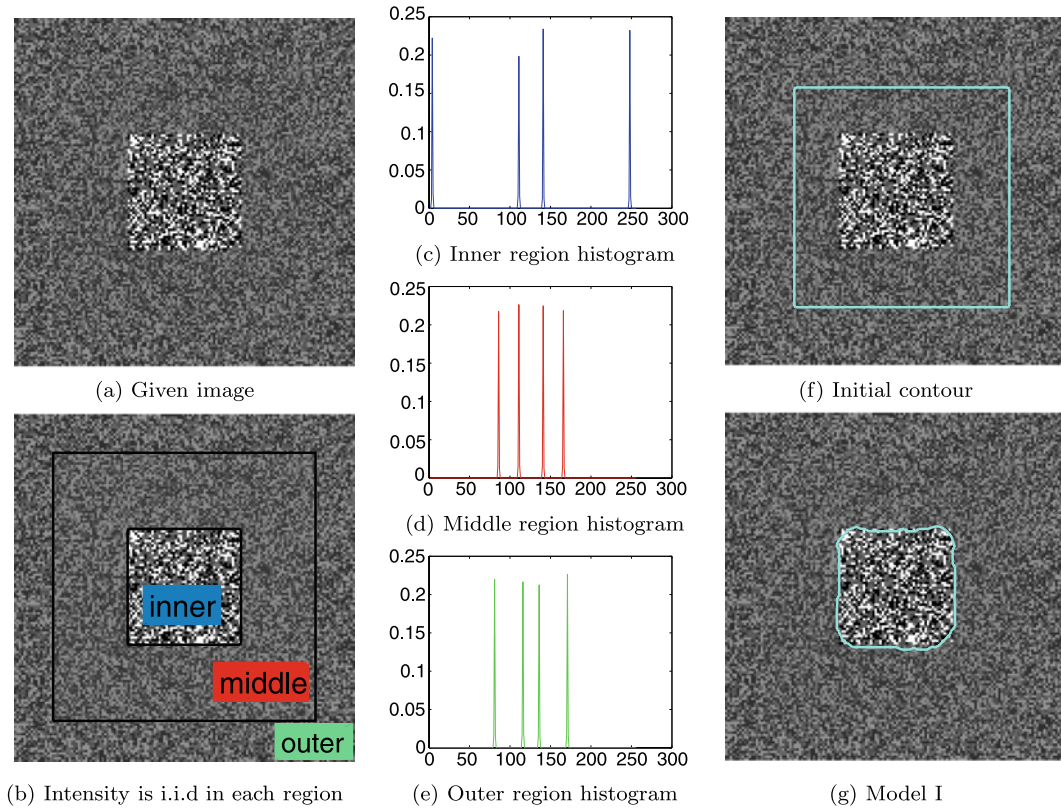 (a) Given image
inner
middle
outer
(b) Intensity is i.i.d in each region
0.25
0.2
0.15
0.1
0.05
0
0 50 100 150 200 250 300
(c) Inner region histogram
0.25
0.2
0.15
0.1
0.05
0
0 50 100 150 200 250 300
(d) Middle region histogram
0.25
0.2
0.15
0.1
0.05
0
0 50 100 150 200 250 300
(e) Outer region histogram
(f) Initial contour
(g) Model I